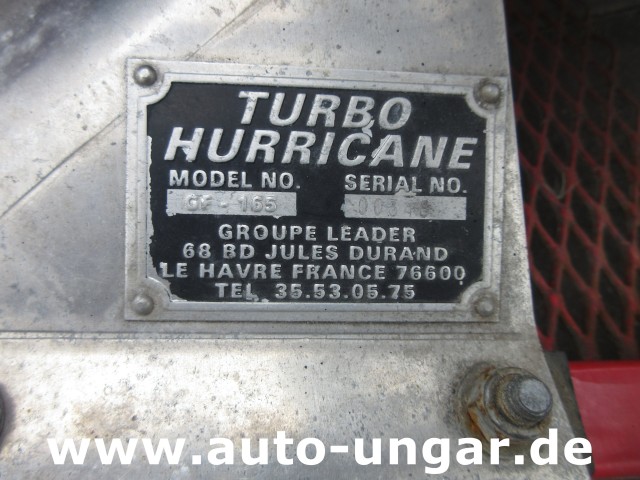 TURBO
HURRICANE
MODEL NO. SERIAL NO.
GF-165
GROUPE LEADER
68 BD JULES DURAND
LE HAVRE FRANCE 76600
TEL 35.53.05.75
www.auto-ungar.de